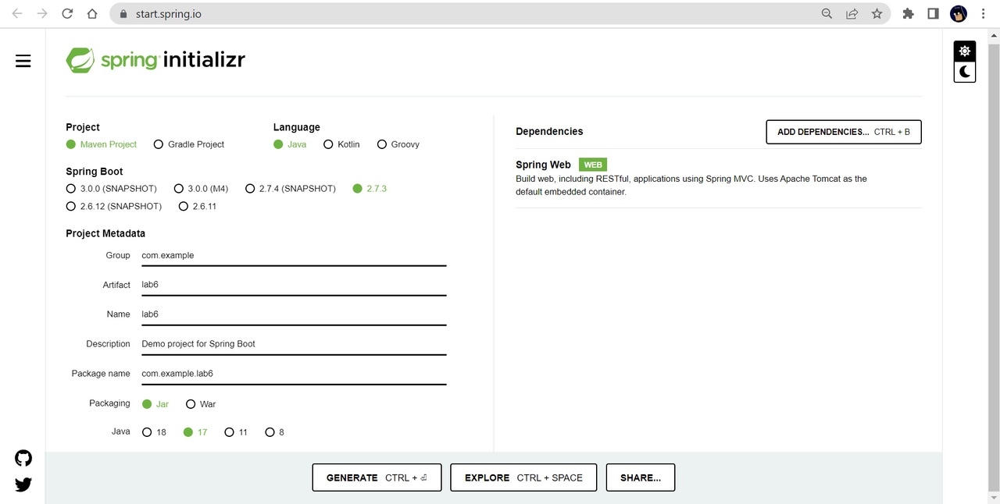 start.spring.io
spring initializr
Project
Maven Project Gradle Project
Language
Java Kotlin Groovy
Spring Boot
3.0.0 (SNAPSHOT) 3.0.0 (M4) 2.7.4 (SNAPSHOT) 2.7.3
2.6.12 (SNAPSHOT) 2.6.11
Project Metadata
Group com.example
Artifact lab6
Name lab6
Description Demo project for Spring Boot
Package name com.example.lab6
Packaging Jar War
Java 18 17 11 8
Dependencies
ADD DEPENDENCIES... CTRL + B
Spring Web WEB
Build web, including RESTful, applications using Spring MVC. Uses Apache Tomcat as the
default embedded container.
GENERATE CTRL + ⏎
EXPLORE CTRL + SPACE
SHARE...